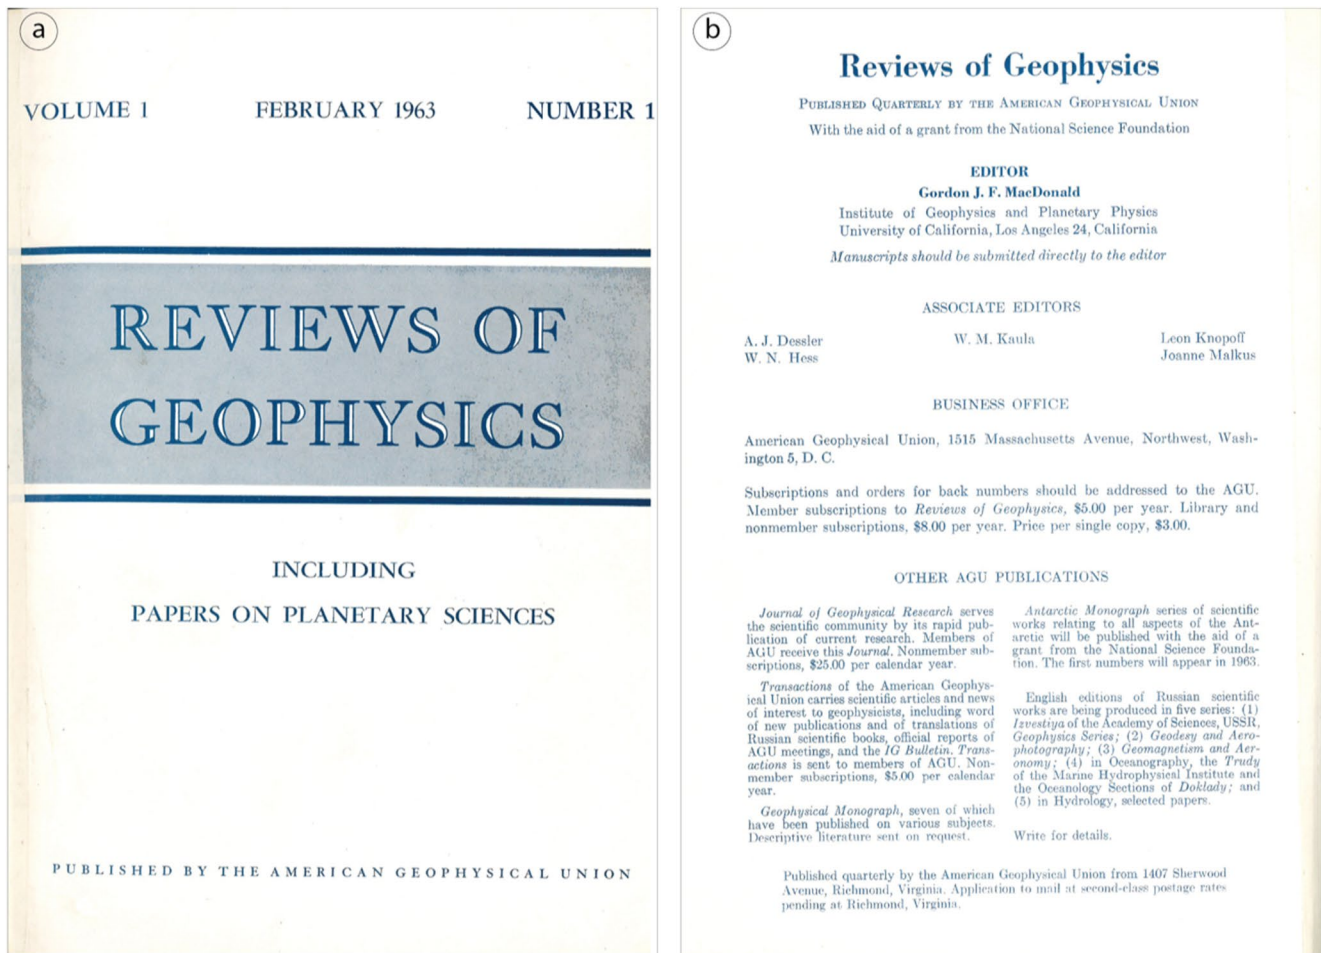 a
VOLUME 1 FEBRUARY 1963 NUMBER 1
REVIEWS OF
GEOPHYSICS
INCLUDING
PAPERS ON PLANETARY SCIENCES
PUBLISHED BY THE AMERICAN GEOPHYSICAL UNION
b
Reviews of Geophysics
PUBLISHED QUARTERLY BY THE AMERICAN GEOPHYSICAL UNION
With the aid of a grant from the National Science Foundation
EDITOR
Gordon J. F. MacDonald
Institute of Geophysics and Planetary Physics
University of California, Los Angeles 24, California
Manuscripts should be submitted directly to the editor
ASSOCIATE EDITORS
A. J. Dessler
W. N. Hess
W. M. Kaula
Leon Knopoff
Joanne Malkus
BUSINESS OFFICE
American Geophysical Union, 1515 Massachusetts Avenue, Northwest, Wash-
ington 5, D. C.
Subscriptions and orders for back numbers should be addressed to the AGU.
Member subscriptions to Reviews of Geophysics, $5.00 per year. Library and
nonmember subscriptions, $8.00 per year. Price per single copy, $3.00.
OTHER AGU PUBLICATIONS
Journal of Geophysical Research serves
the scientific community by its rapid pub-
lication of current research. Members of
AGU receive this Journal. Nonmember sub-
scriptions, $25.00 per calendar year.
Transactions of the American Geophys-
ical Union carries scientific articles and news
of interest to geophysicists, including word
of new publications and of translations of
Russian scientific books, official reports of
AGU meetings, and the IG Bulletin. Trans-
actions is sent to members of AGU. Non-
member subscriptions, $5.00 per calendar
year.
Geophysical Monograph, seven of which
have been published on various subjects.
Descriptive literature sent on request.
Antarctic Monograph series of scientific
works relating to all aspects of the Ant-
arctic will be published with the aid of a
grant from the National Science Founda-
tion. The first numbers will appear in 1963.
English editions of Russian scientific
works are being produced in five series: (1)
Izvestiya of the Academy of Sciences, USSR,
Geophysics Series; (2) Geodesy and Aero-
photography; (3) Geomagnetism and Aer-
onomy; (4) in Oceanography, the Trudy
of the Marine Hydrophysical Institute and
the Oceanology Sections of Doklady; and
(5) in Hydrology, selected papers.
Write for details.
Published quarterly by the American Geophysical Union from 1407 Sherwood
Avenue, Richmond, Virginia. Application to mail at second-class postage rates
pending at Richmond, Virginia.